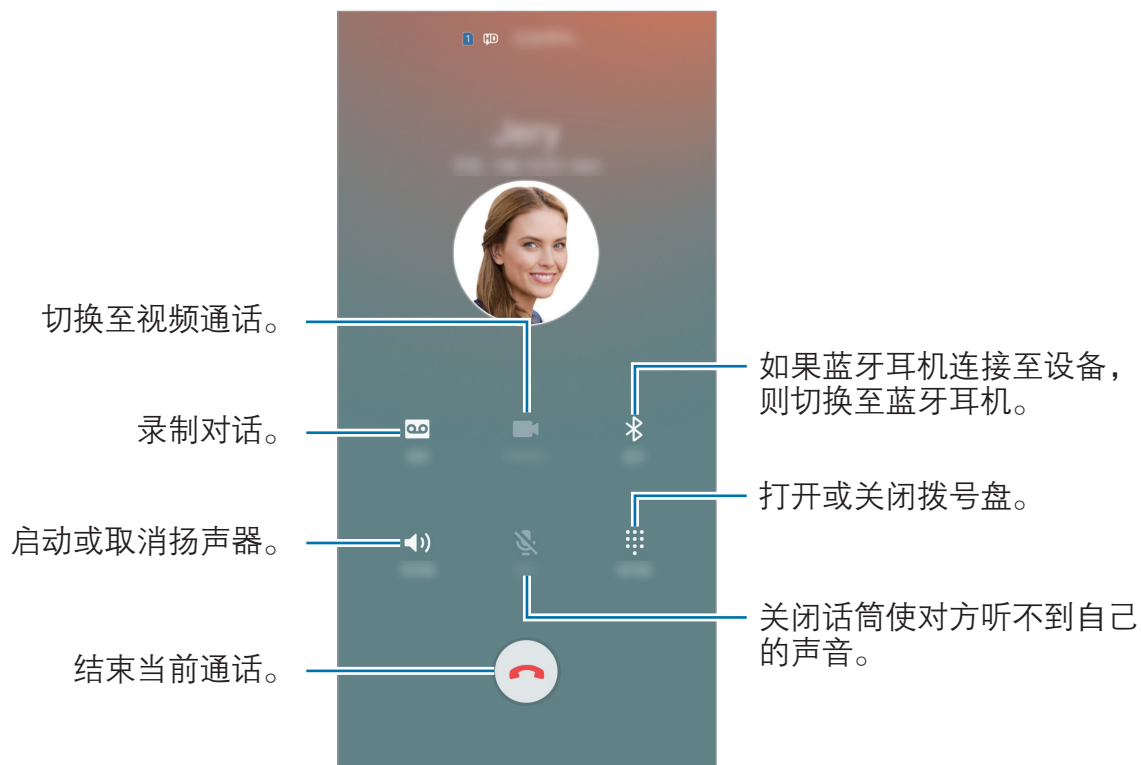 1 HD
Jery
切换至视频通话。
如果蓝牙耳机连接至设备，
则切换至蓝牙耳机。
录制对话。
打开或关闭拨号盘。
启动或取消扬声器。
关闭话筒使对方听不到自己
的声音。
结束当前通话。